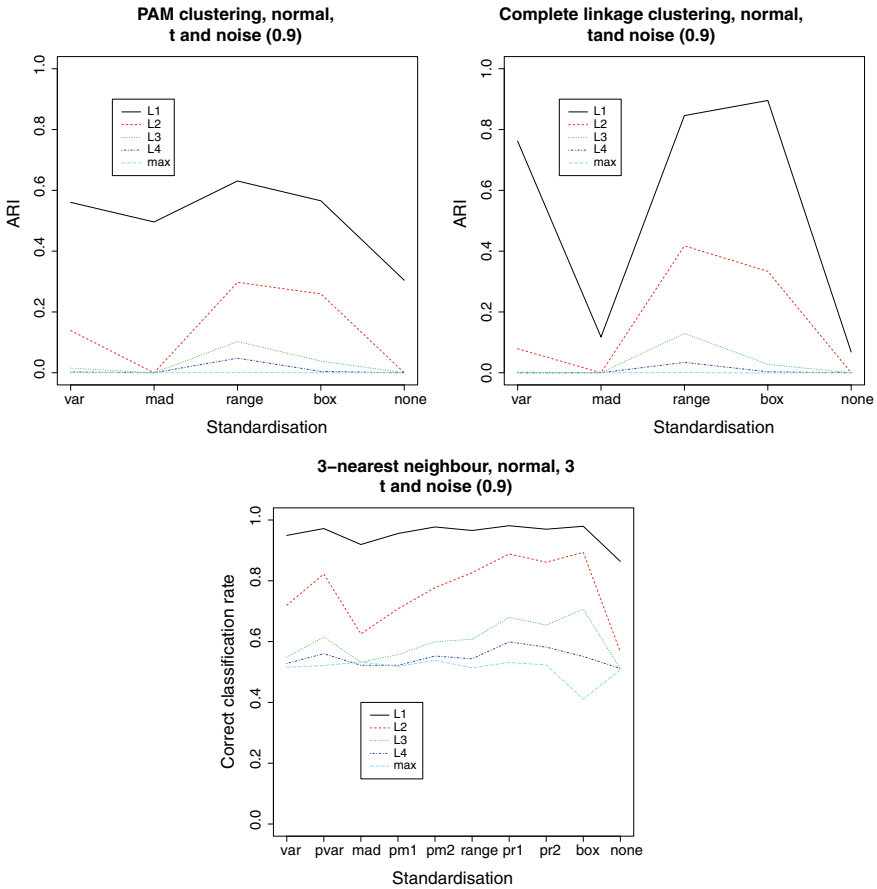 PAM clustering, normal,
t and noise (0.9)
ARI
1.0
0.8
0.6
0.4
0.2
0.0
L1
L2
L3
L4
max
var mad range box none
Standardisation
Complete linkage clustering, normal,
tand noise (0.9)
ARI
1.0
0.8
0.6
0.4
0.2
0.0
L1
L2
L3
L4
max
var mad range box none
Standardisation
3−nearest neighbour, normal, 3
t and noise (0.9)
Correct classification rate
1.0
0.8
0.6
0.4
0.2
0.0
L1
L2
L3
L4
max
var pvar mad pm1 pm2 range pr1 pr2 box none
Standardisation